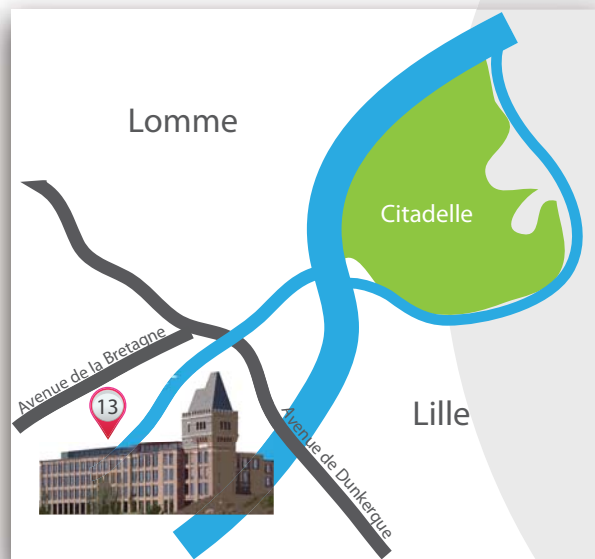 Lomme
Citadelle
Avenue de la Bretagne
13
Lille
Avenue de Dunkerque